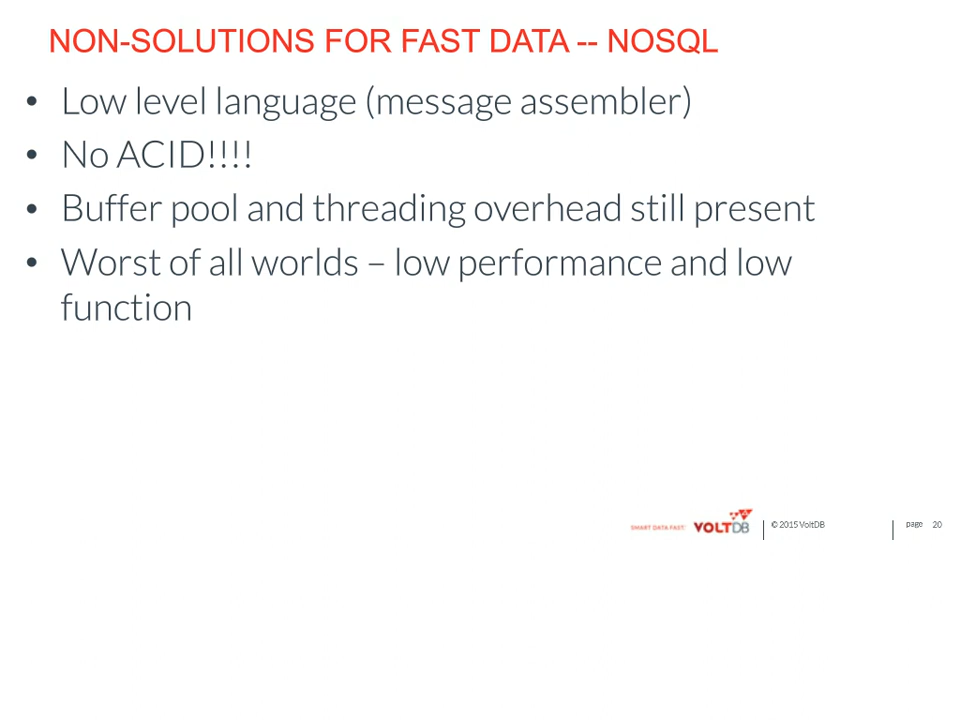 NON-SOLUTIONS FOR FAST DATA -- NOSQL
• Low level language (message assembler)
• No ACID!!!!
• Buffer pool and threading overhead still present
• Worst of all worlds – low performance and low
function
SMART DATA FAST VOLTDB © 2015 VoltDB page 20